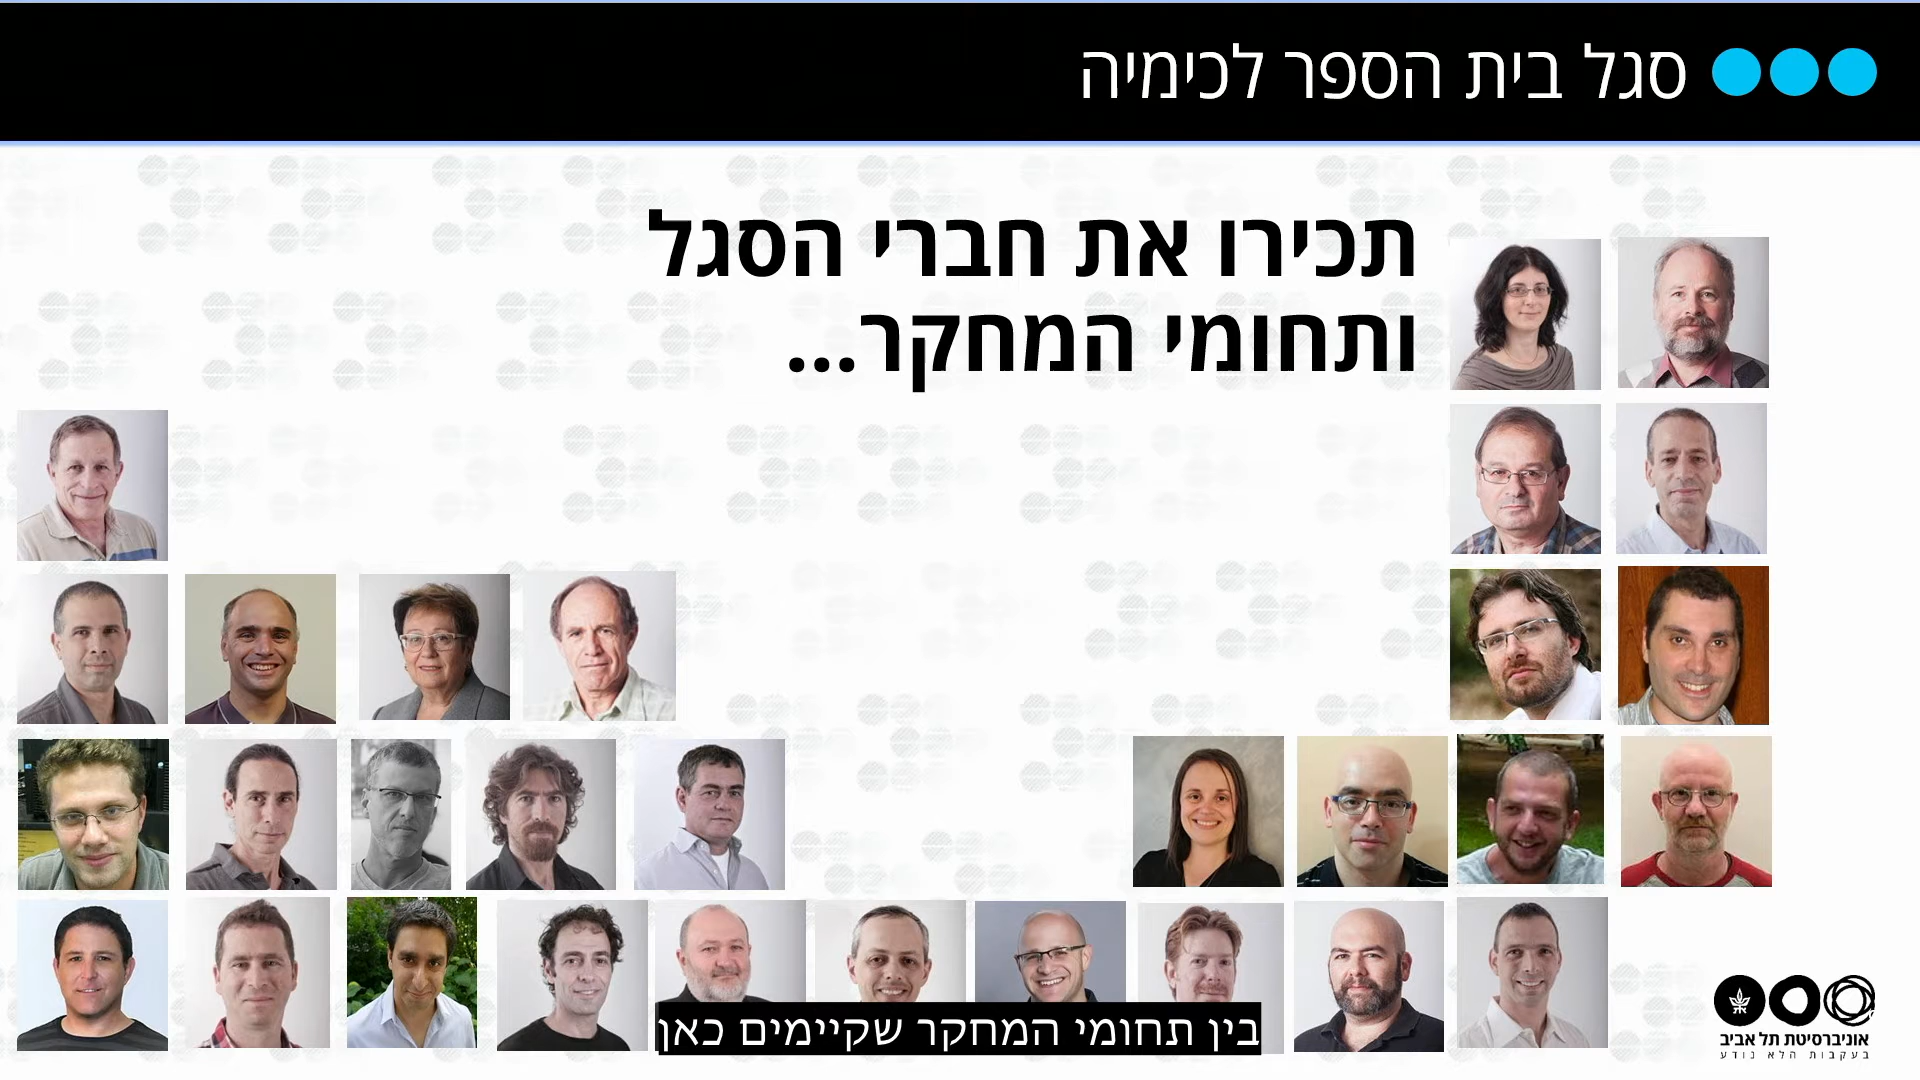 סגל בית הספר לכימיה
תכירו את חברי הסגל
ותחומי המחקר...
בין תחומי המחקר שקיימים כאן
אוניברסיטת תל אביב
בעקבות הלא נודע